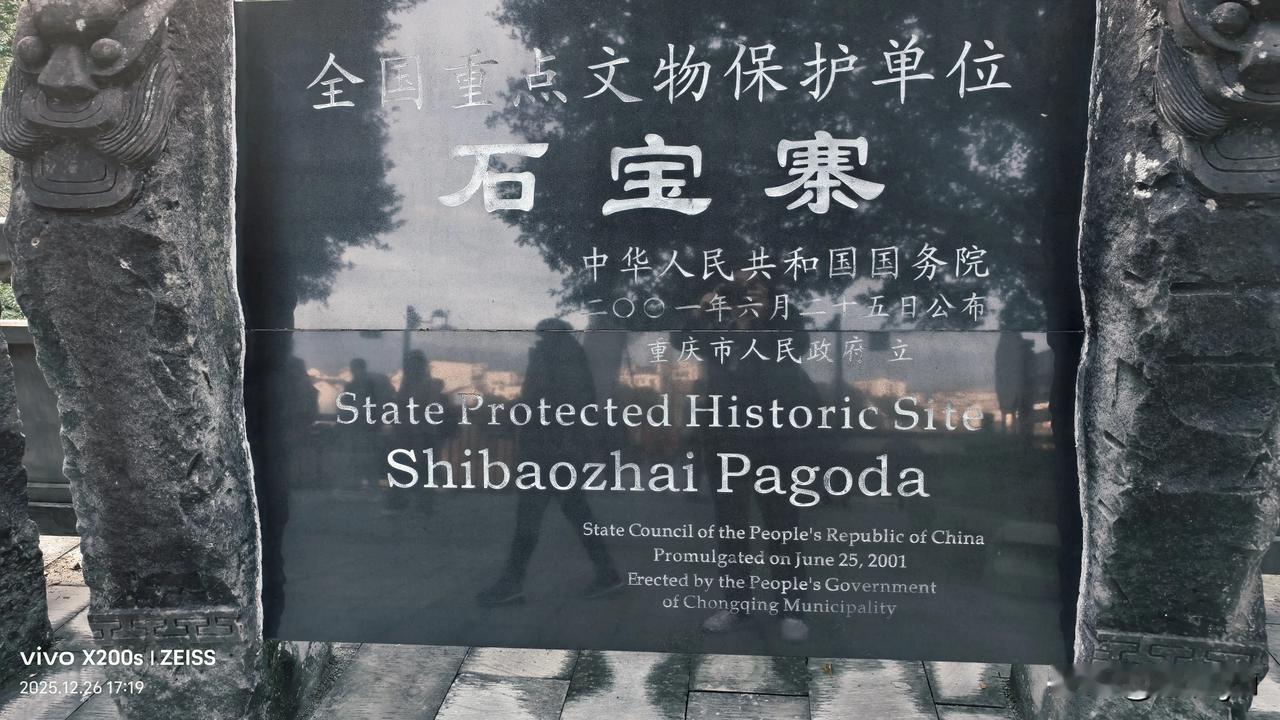 全国重点文物保护单位
石宝寨
中华人民共和国国务院
二〇〇一年六月二十五日公布
重庆市人民政府 立
State Protected Historic Site
Shibaozhai Pagoda
State Council of the People's Republic of China
Promulgated on June 25, 2001
Erected by the People's Government
of Chongqing Municipality
vivo X200s | ZEISS
2025.12.26 17:19